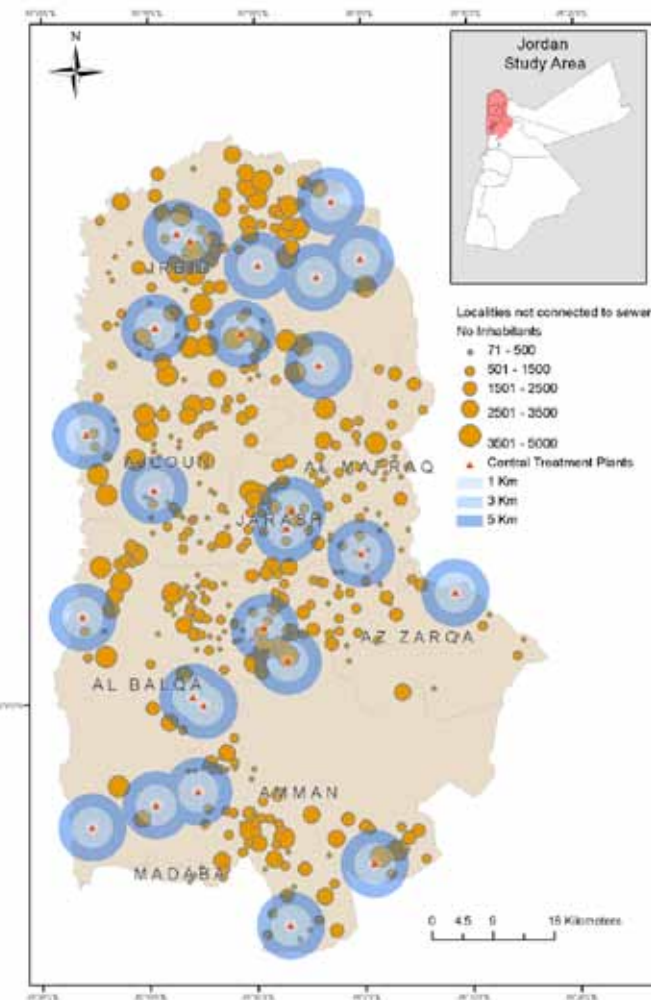 N
Jordan
Study Area
IRBID
AJLOUN
AL MAFRAQ
JARASH
AZ ZARQA
AL BALQA
AMMAN
MADABA
Localities not connected to sewer
No Inhabitants
71 - 500
501 - 1500
1501 - 2500
2501 - 3500
3501 - 5000
Central Treatment Plants
1 Km
3 Km
5 Km
0 4.5 9 18 Kilometers